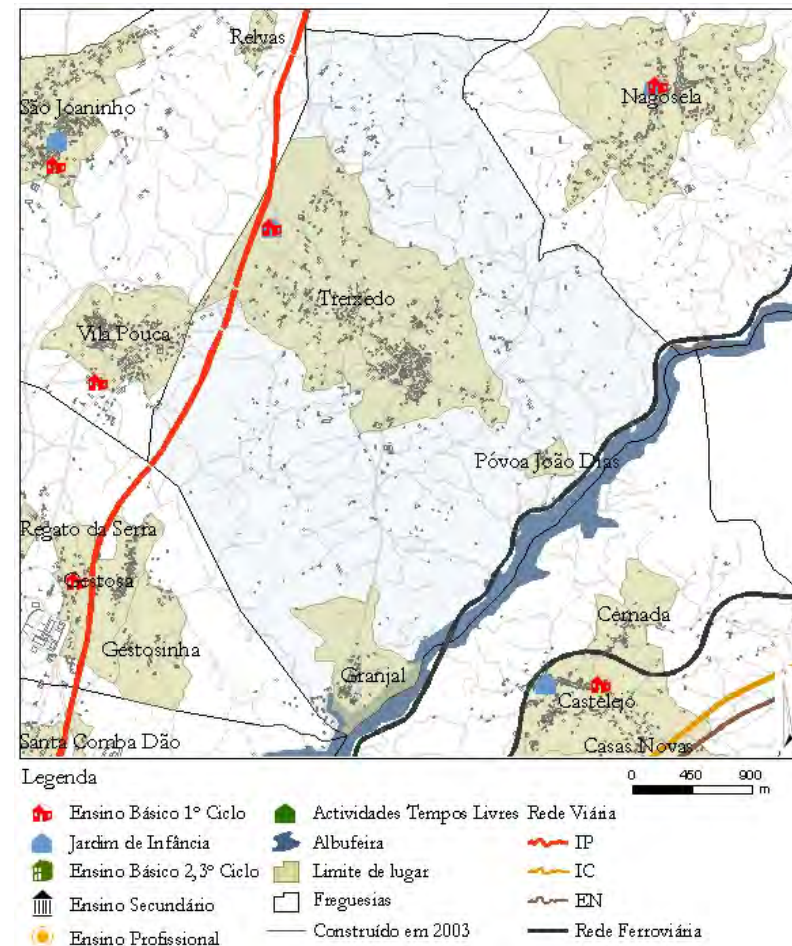 Relvas
São Joaninho
Nagosela
Treixedo
Vila Pouca
Póvoa João Dias
Regato da Serra
Gestosa
Gestosinha
Cernada
Granjal
Castelejo
Santa Comba Dão
Casas Novas
Legenda
0 450 900
m
Ensino Básico 1º Ciclo
Jardim de Infância
Ensino Básico 2,3º Ciclo
Ensino Secundário
Ensino Profissional
Actividades Tempos Livres
Albufeira
Limite de lugar
Freguesias
Construído em 2003
Rede Viária
IP
IC
EN
Rede Ferroviária